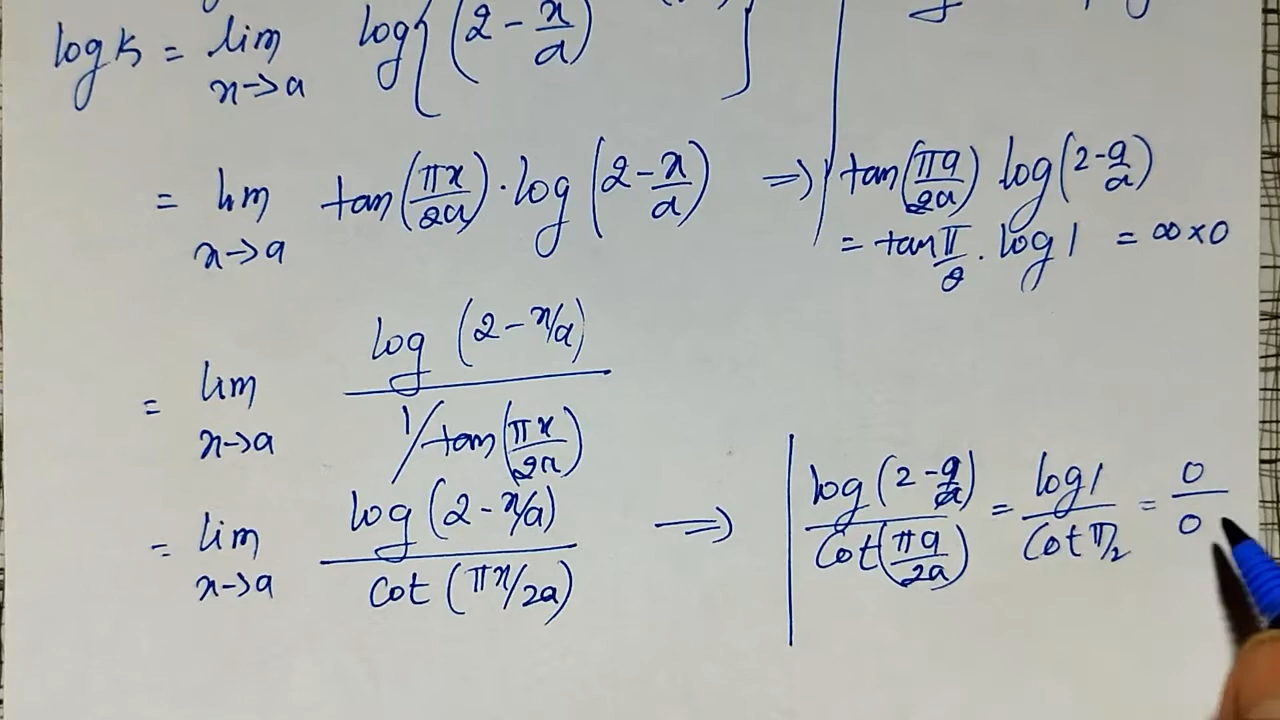 log K = lim x→a log{(2 - x/a) }
= lim x→a tan(πx/2a) · log(2 - x/a) ⇒ | tan(πa/2a) log(2 - a/a)
= tan π/2 . log 1 = ∞ × 0
= lim x→a log (2 - x/a) / 1/tan(πx/2a)
= lim x→a log (2 - x/a) / cot (πx/2a) ⇒ | log (2 - a/a) / cot(πa/2a) = log 1 / cot π/2 = 0/0